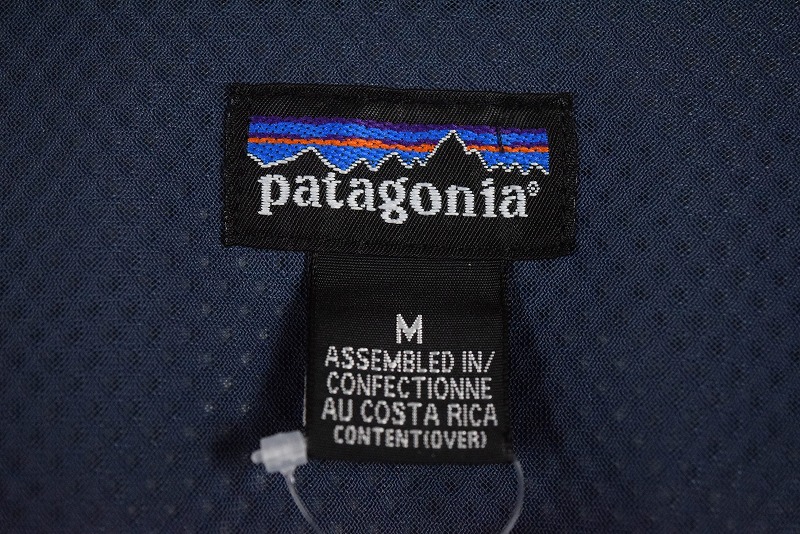 patagonia®
M
ASSEMBLED IN/
CONFECTIONNE
AU COSTA RICA
CONTENT(OVER)